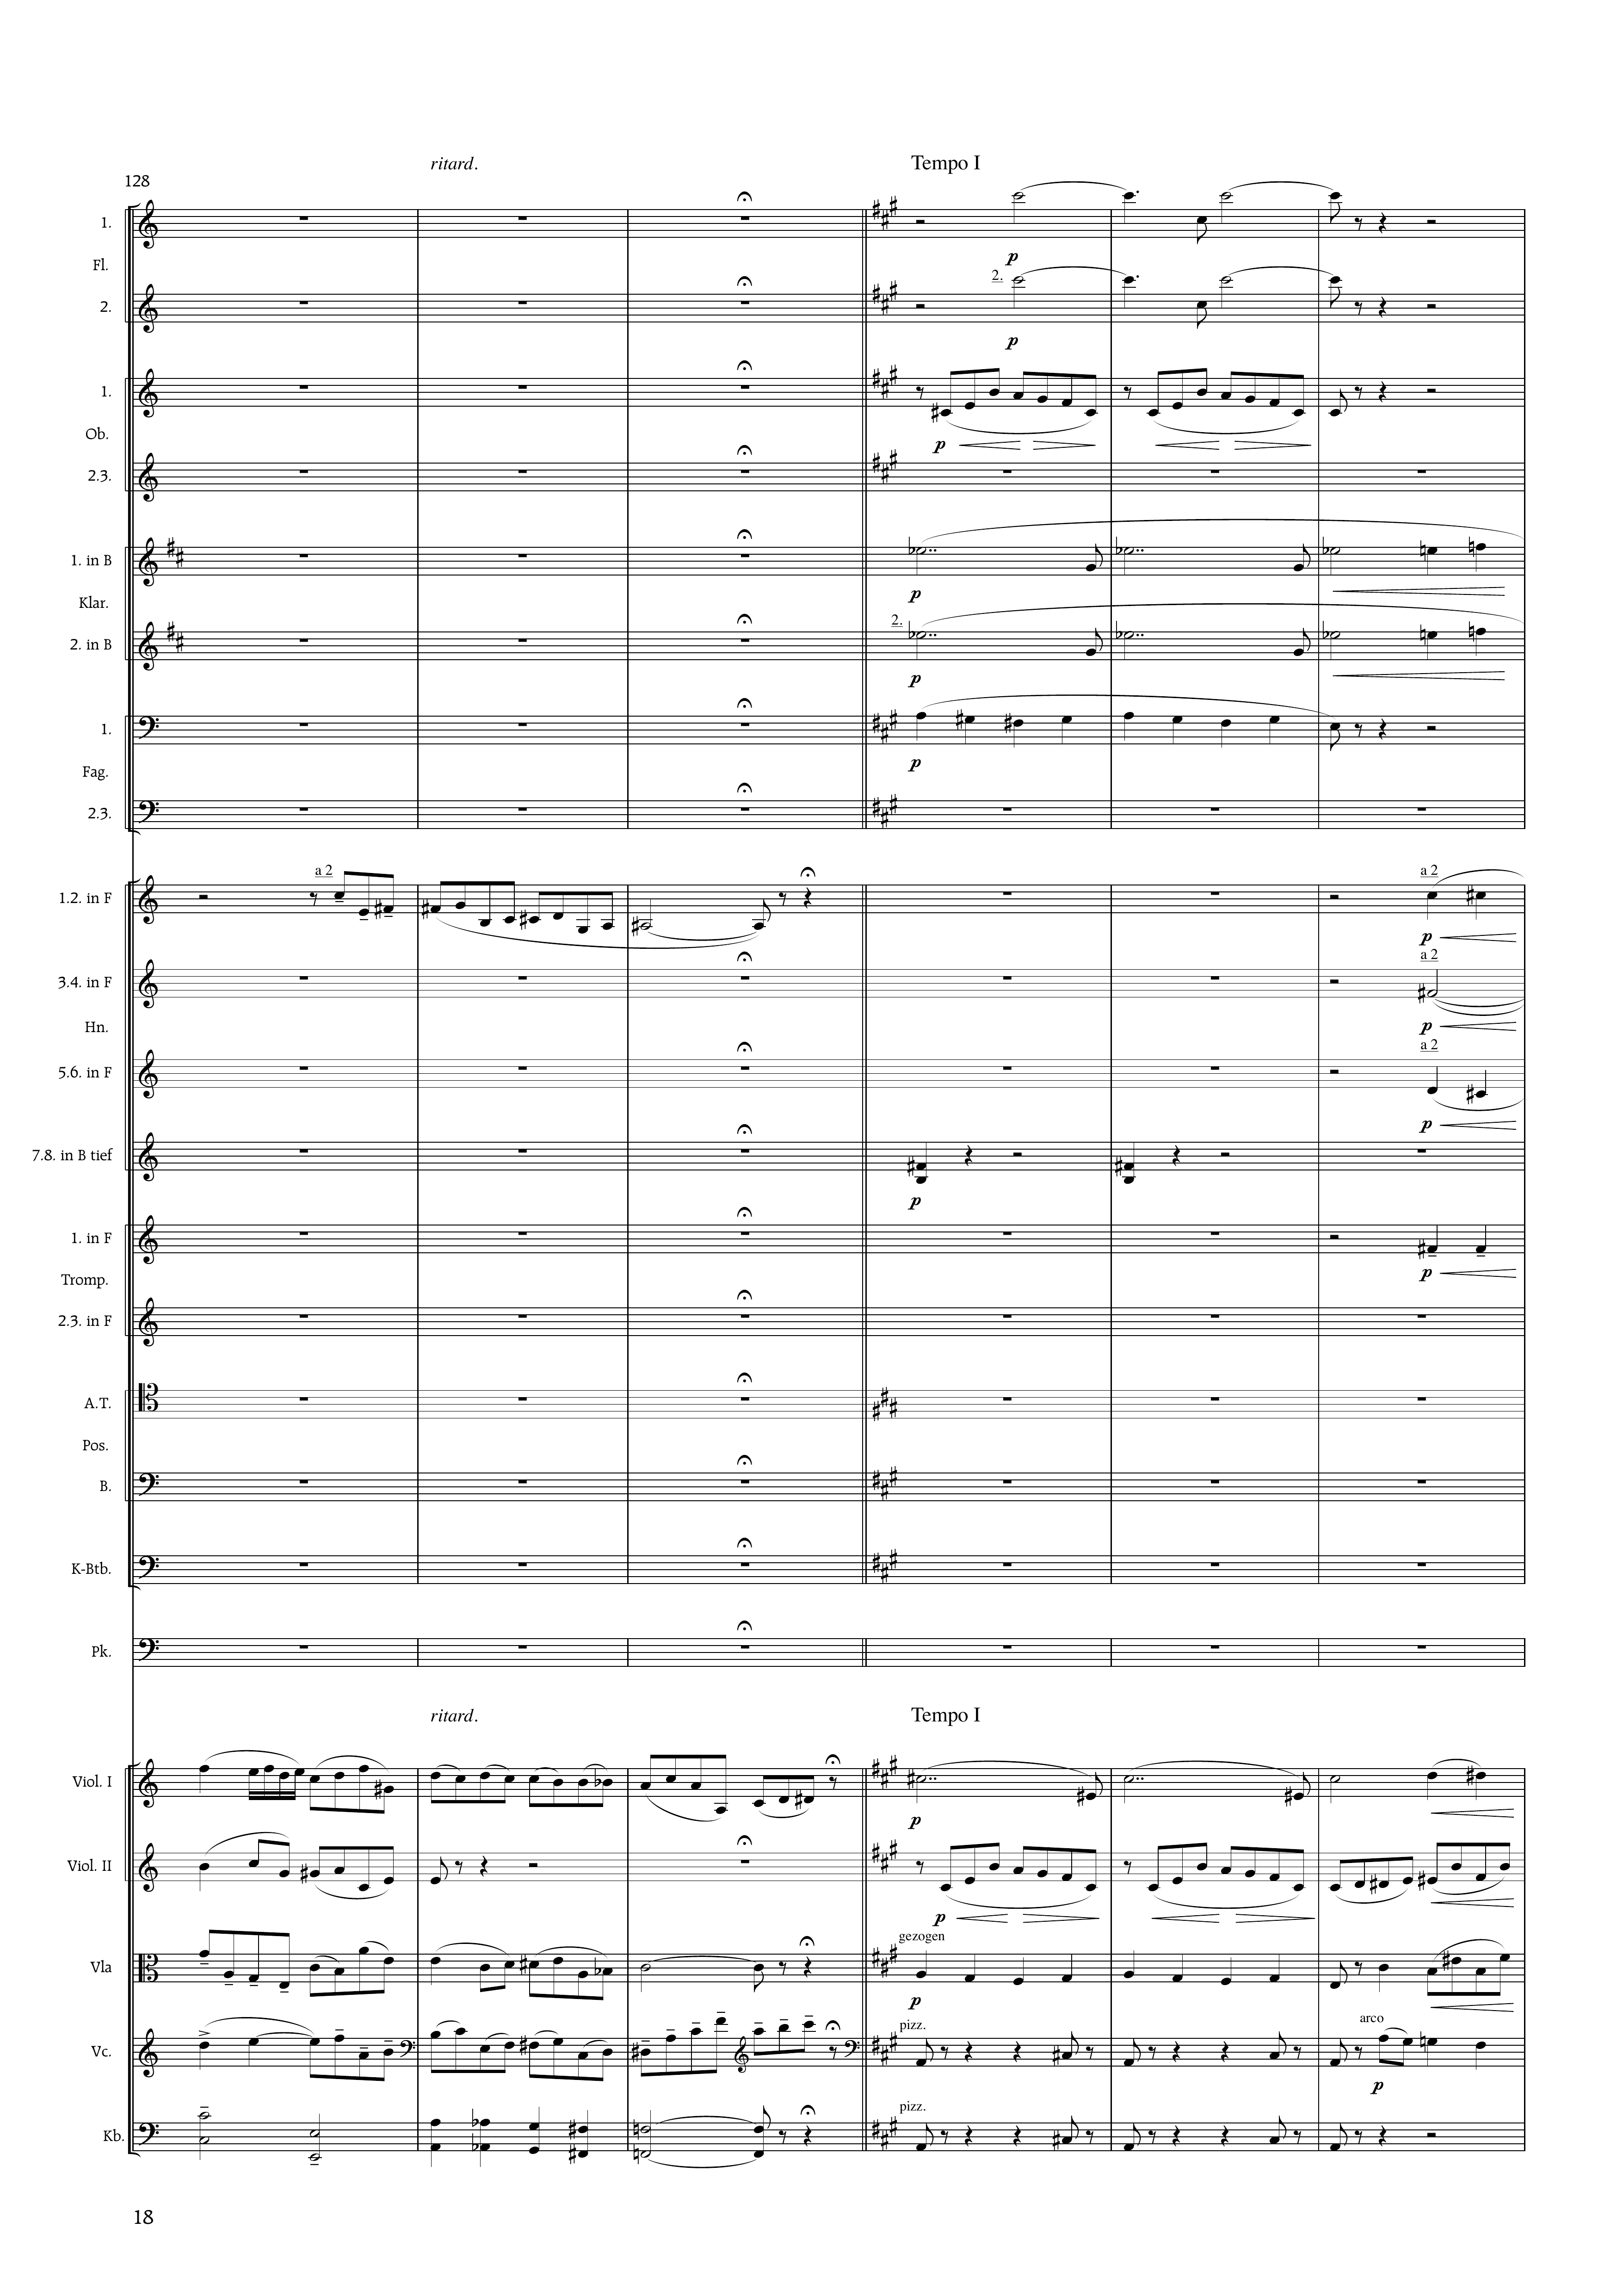 ritard.
Tempo I
128
1.
Fl.
2.
p
2.
p
1.
Ob.
p
2.3.
1. in B
Klar.
p
2. in B
2.
p
1.
Fag.
p
2.3.
1.2. in F
a 2
a 2
p
3.4. in F
a 2
Hn.
p
5.6. in F
a 2
p
7.8. in B tief
p
1. in F
Tromp.
p
2.3. in F
A.T.
Pos.
B.
K-Btb.
Pk.
ritard.
Tempo I
Viol. I
p
Viol. II
p
gezogen
Vla
p
pizz.
arco
Vc.
p
pizz.
Kb.
18